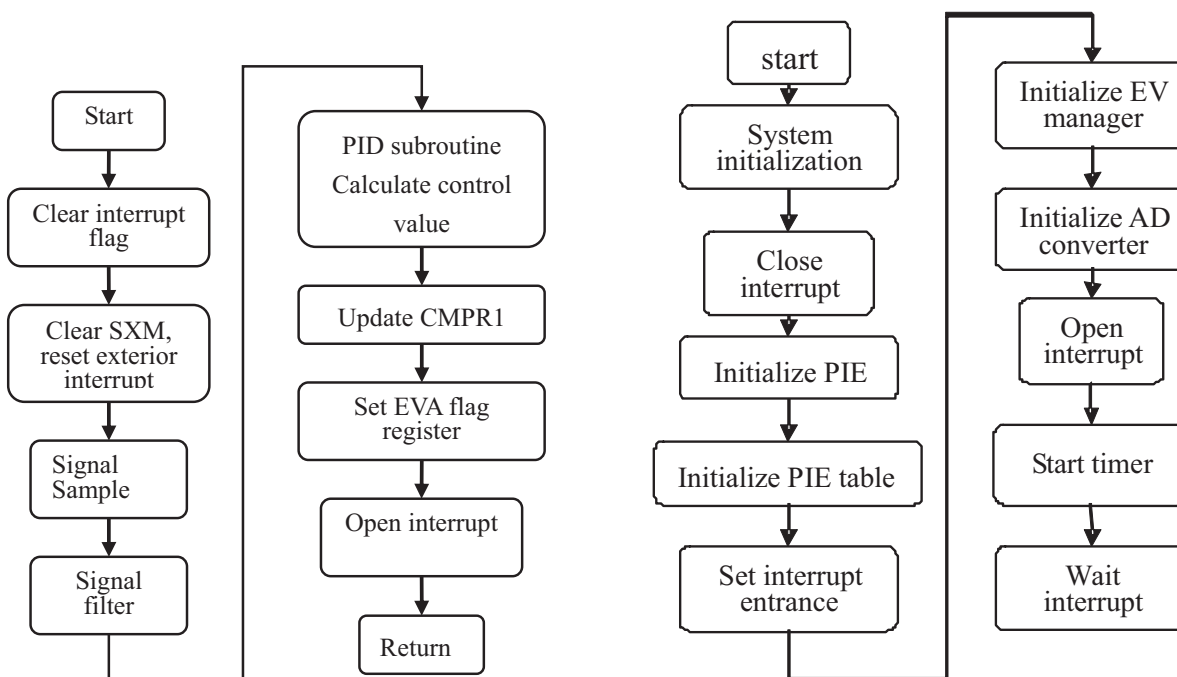 Start
Clear interrupt
flag
Clear SXM,
reset exterior
interrupt
Signal
Sample
Signal
filter
PID subroutine
Calculate control
value
Update CMPR1
Set EVA flag
register
Open interrupt
Return
start
System
initialization
Close
interrupt
Initialize PIE
Initialize PIE table
Set interrupt
entrance
Initialize EV
manager
Initialize AD
converter
Open
interrupt
Start timer
Wait
interrupt